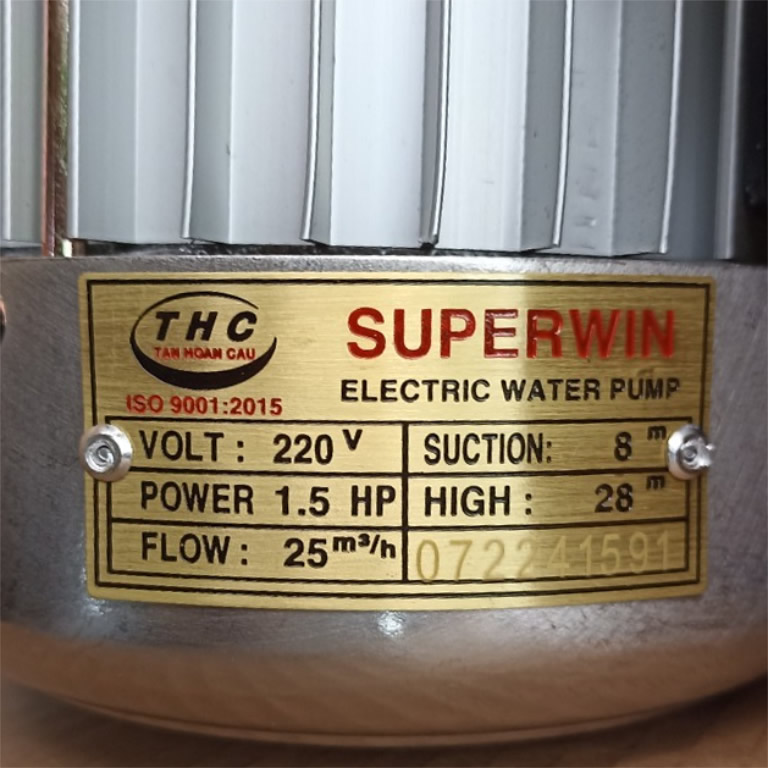 THC
TAN HOAN CAU
ISO 9001:2015
SUPERWIN
ELECTRIC WATER PUMP
VOLT : 220 V
SUCTION: 8 m
POWER 1.5 HP
HIGH : 28 m
FLOW : 25 m³/h
072241591